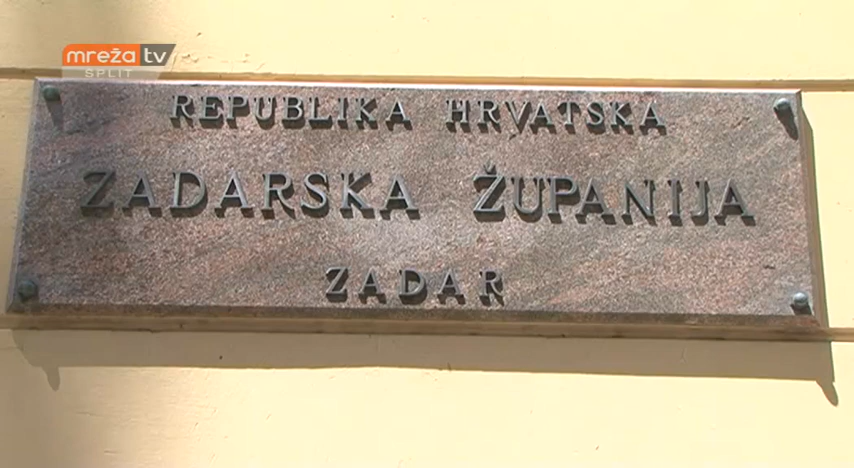 mreža tv
SPLIT
REPUBLIKA HRVATSKA
ZADARSKA ŽUPANIJA
ZADAR